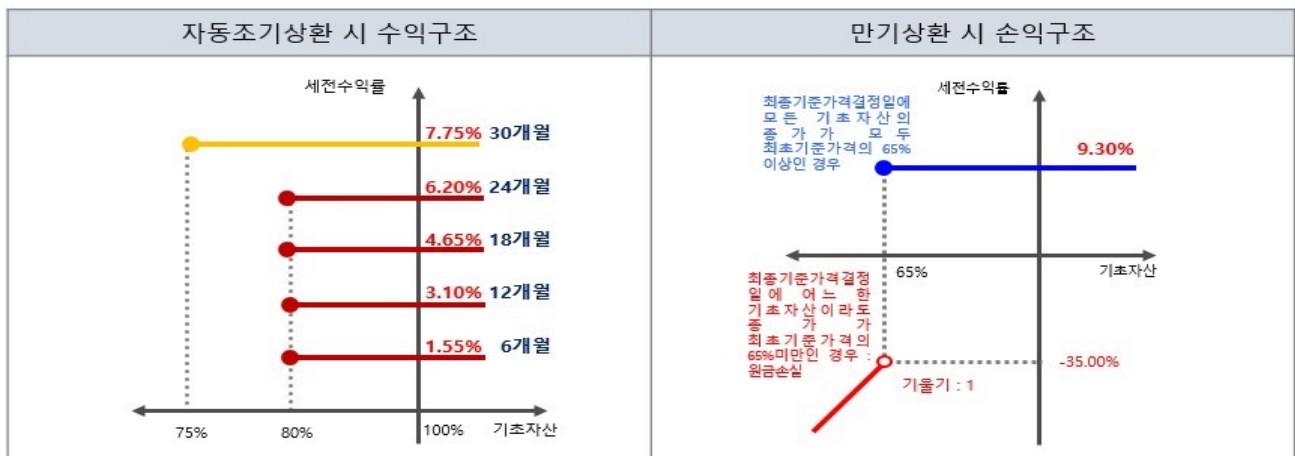 자동조기상환 시 수익구조
세전수익률
7.75% 30개월
6.20% 24개월
4.65% 18개월
3.10% 12개월
1.55% 6개월
75%
80%
100%
기초자산
만기상환 시 손익구조
세전수익률
최종기준가격결정일에
모든 기초자산의
종가가 모두
최초기준가격의 65%
이상인 경우
9.30%
65%
기초자산
최종기준가격결정
일에 어느 한
기초자산이라도
종가가
최초기준가격의
65%미만인 경우 :
원금손실
-35.00%
기울기 : 1